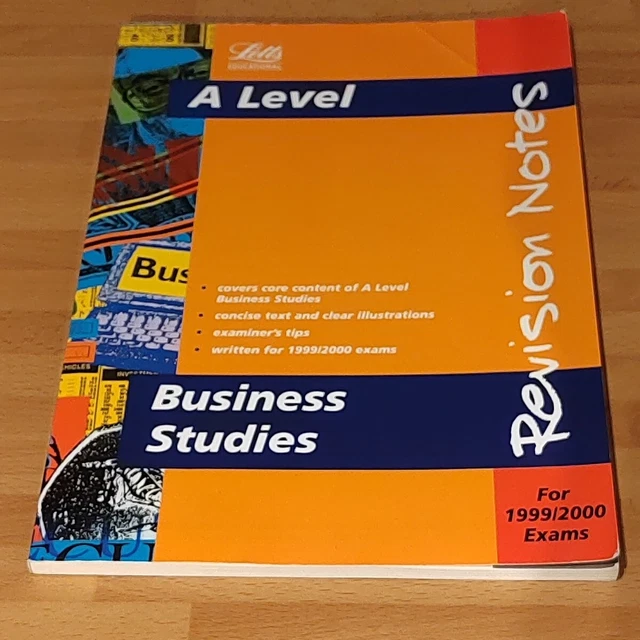 Letts
EDUCATIONAL
A Level
Revision Notes
Bus
• covers core content of A Level
Business Studies
• concise text and clear illustrations
• examiner's tips
• written for 1999/2000 exams
Business
Studies
For
1999/2000
Exams